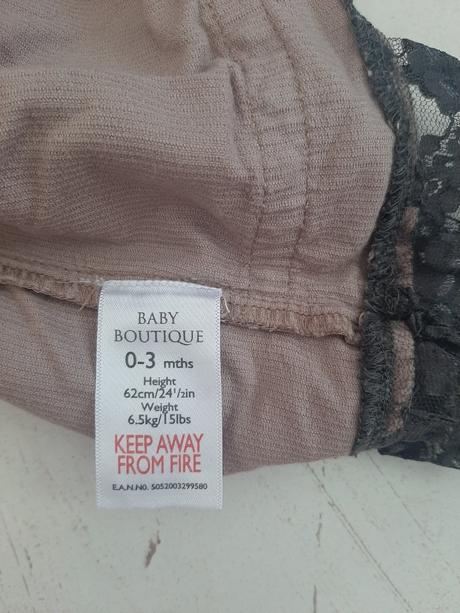 BABY
BOUTIQUE
0-3 mths
Height
62cm/24¹/2in
Weight
6.5kg/15lbs
KEEP AWAY
FROM FIRE
E.A.N.NO. 5052003299580